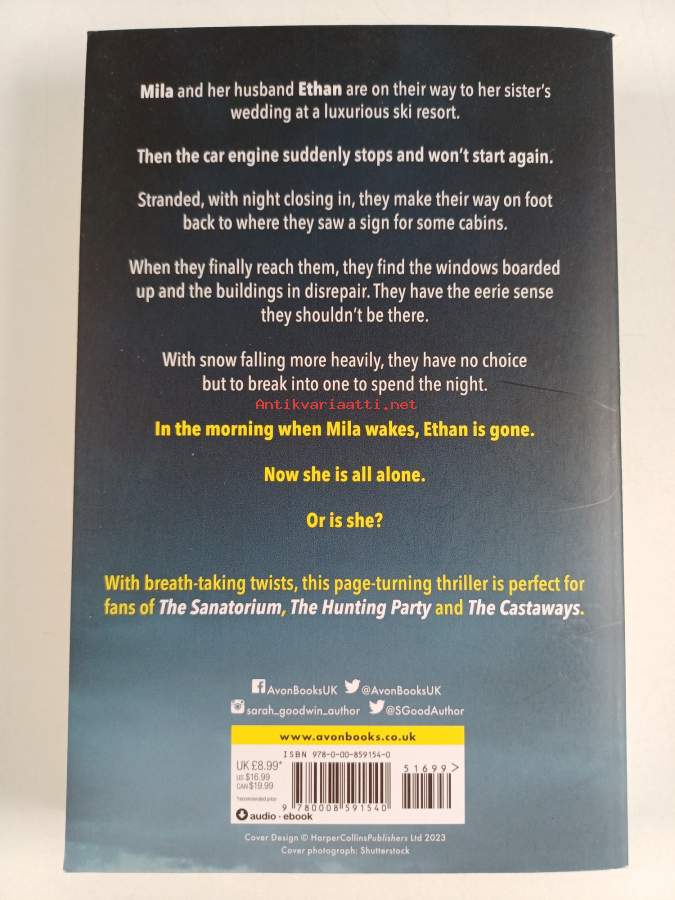 Mila and her husband Ethan are on their way to her sister's
wedding at a luxurious ski resort.
Then the car engine suddenly stops and won't start again.
Stranded, with night closing in, they make their way on foot
back to where they saw a sign for some cabins.
When they finally reach them, they find the windows boarded
up and the buildings in disrepair. They have the eerie sense
they shouldn't be there.
With snow falling more heavily, they have no choice
but to break into one to spend the night.
Antikvariaatti.net
In the morning when Mila wakes, Ethan is gone.
Now she is all alone.
Or is she?
With breath-taking twists, this page-turning thriller is perfect for
fans of The Sanatorium, The Hunting Party and The Castaways.
AvonBooksUK @AvonBooksUK
sarah_goodwin_author @SGoodAuthor
www.avonbooks.co.uk
ISBN 978-0-00-859154-0
UK £8.99*
US $16.99
CAN $19.99
*recommended price
51699>
9 780008 591540
audio · ebook
Cover Design © HarperCollinsPublishers Ltd 2023
Cover photograph: Shutterstock